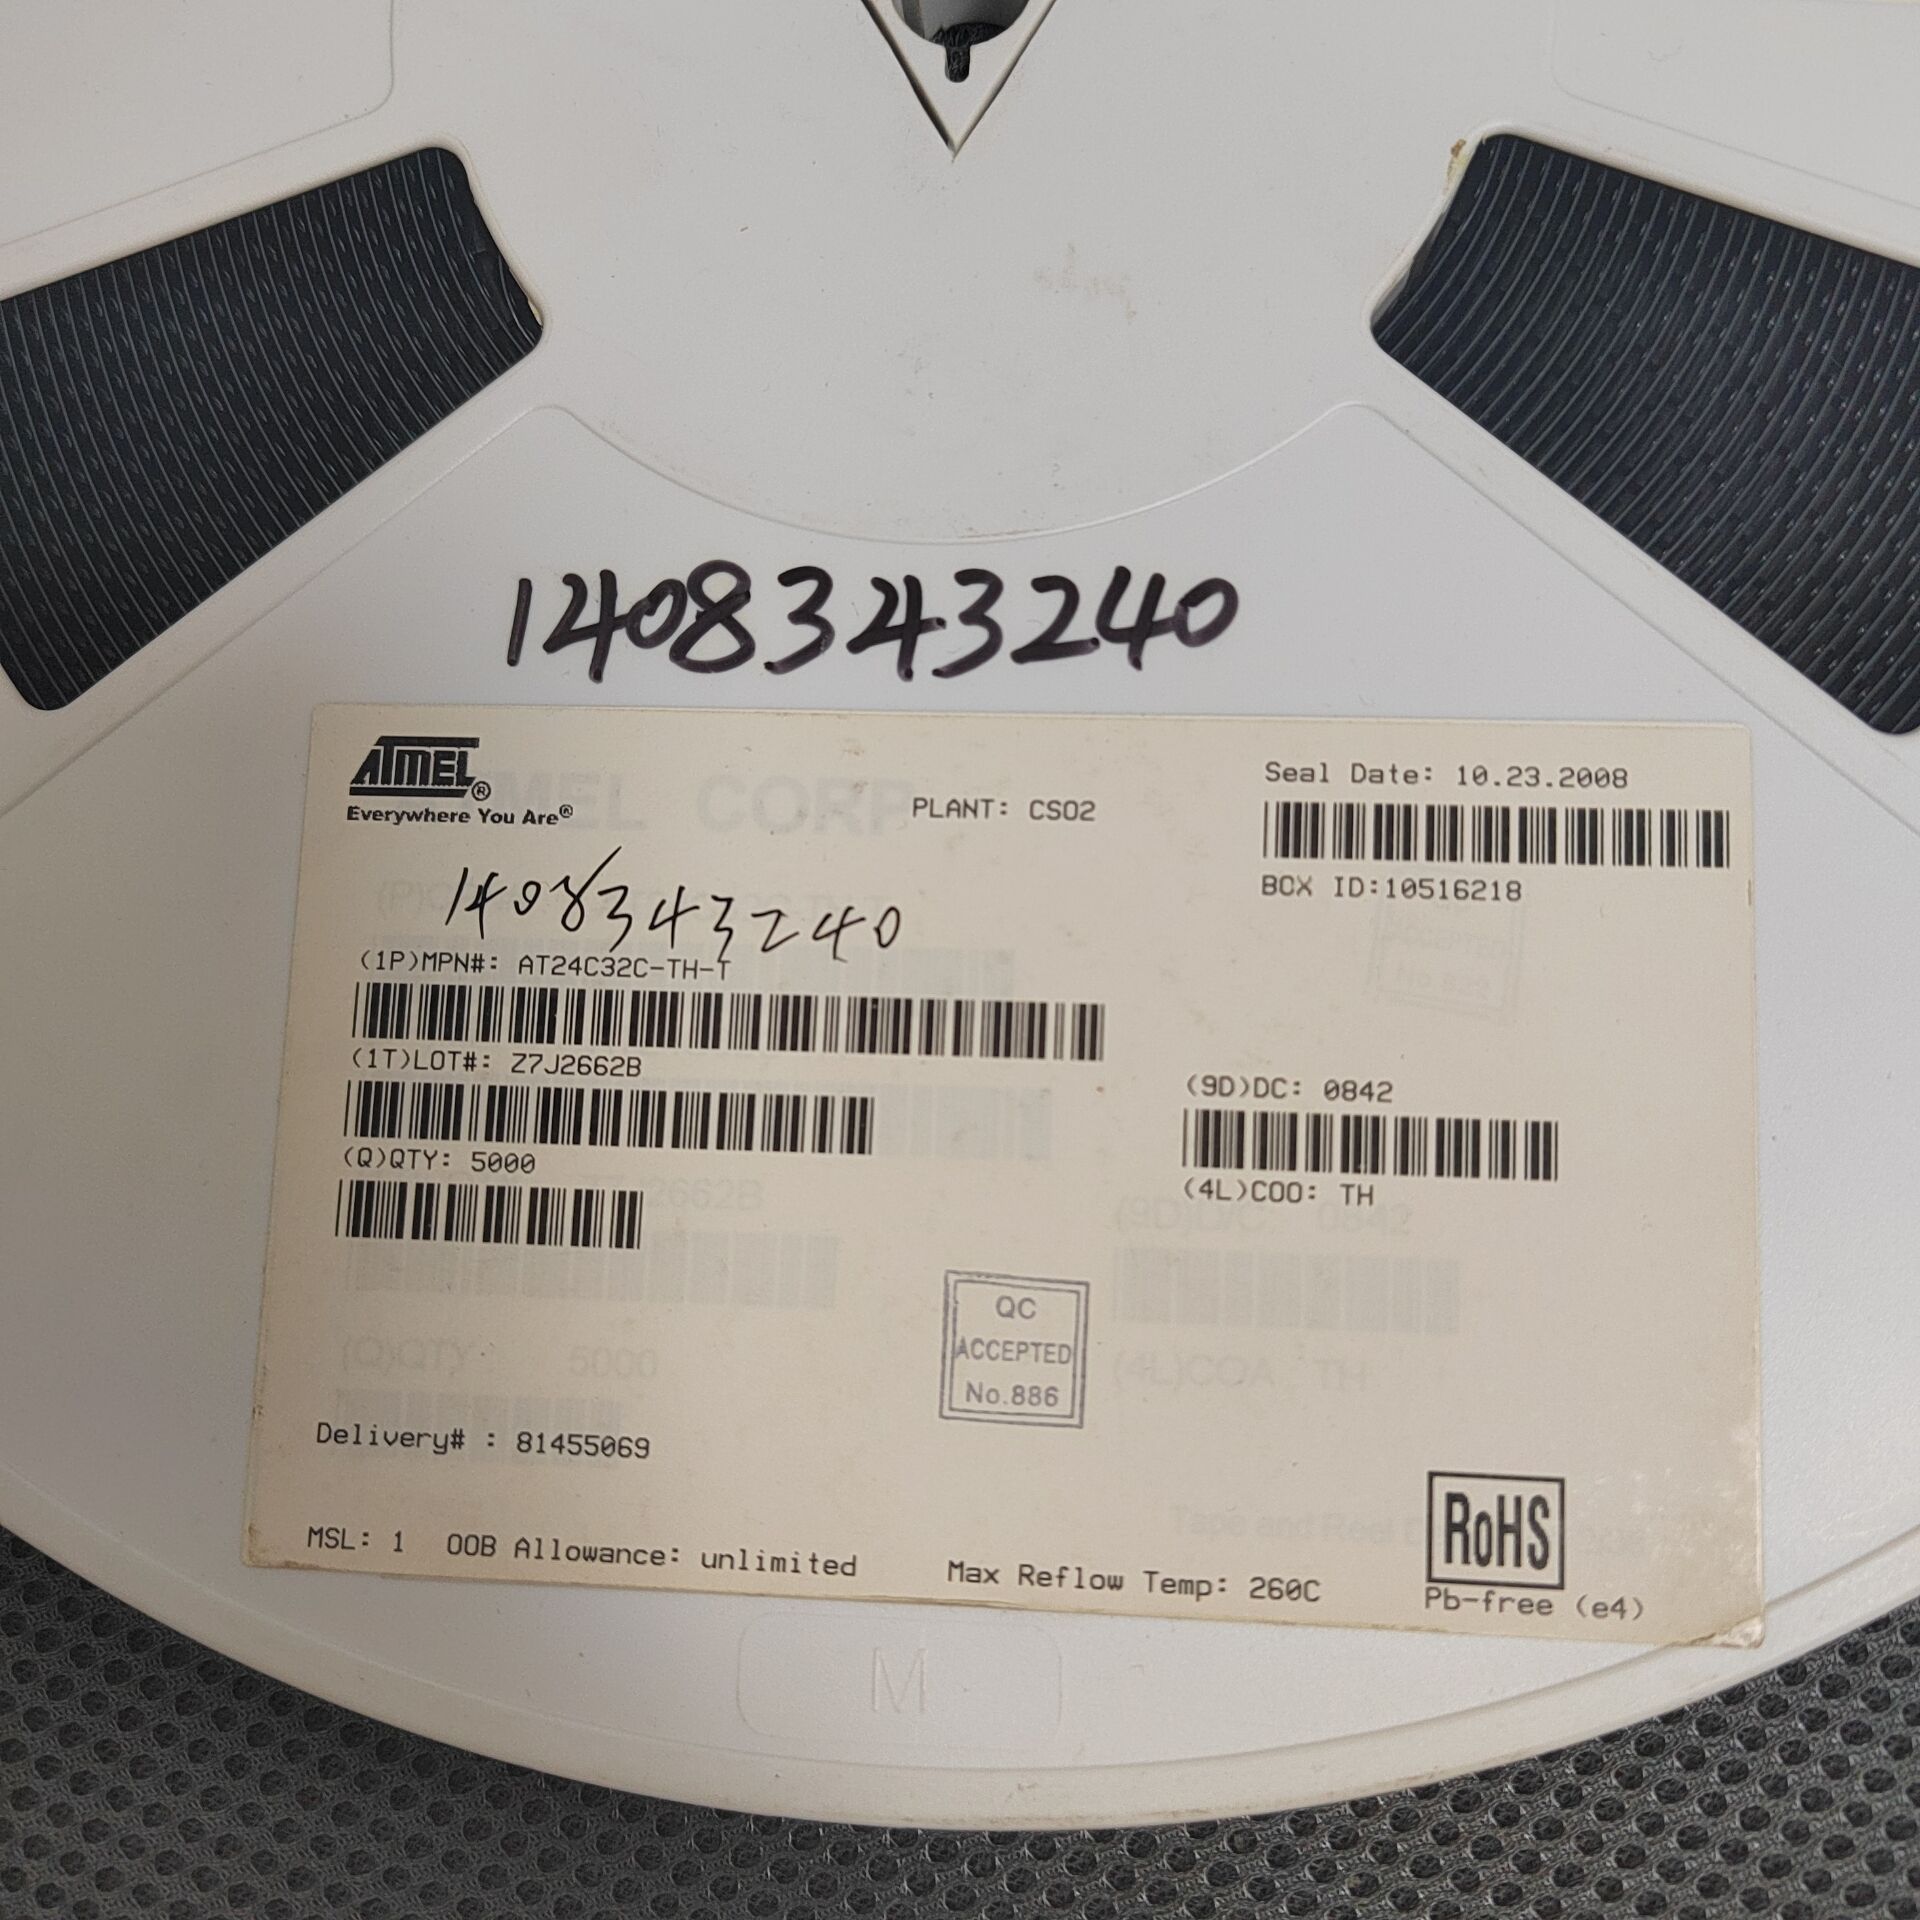 1408343240
ATMEL®
Everywhere You Are®
PLANT: CS02
Seal Date: 10.23.2008
BOX ID:10516218
1408343240
(1P)MPN#: AT24C32C-TH-T
(1T)LOT#: Z7J2662B
(9D)DC: 0842
(Q)QTY: 5000
(4L)COO: TH
QC
ACCEPTED
No.886
Delivery# : 81455069
RoHS
MSL: 1 OOB Allowance: unlimited Max Reflow Temp: 260C Pb-free (e4)
M